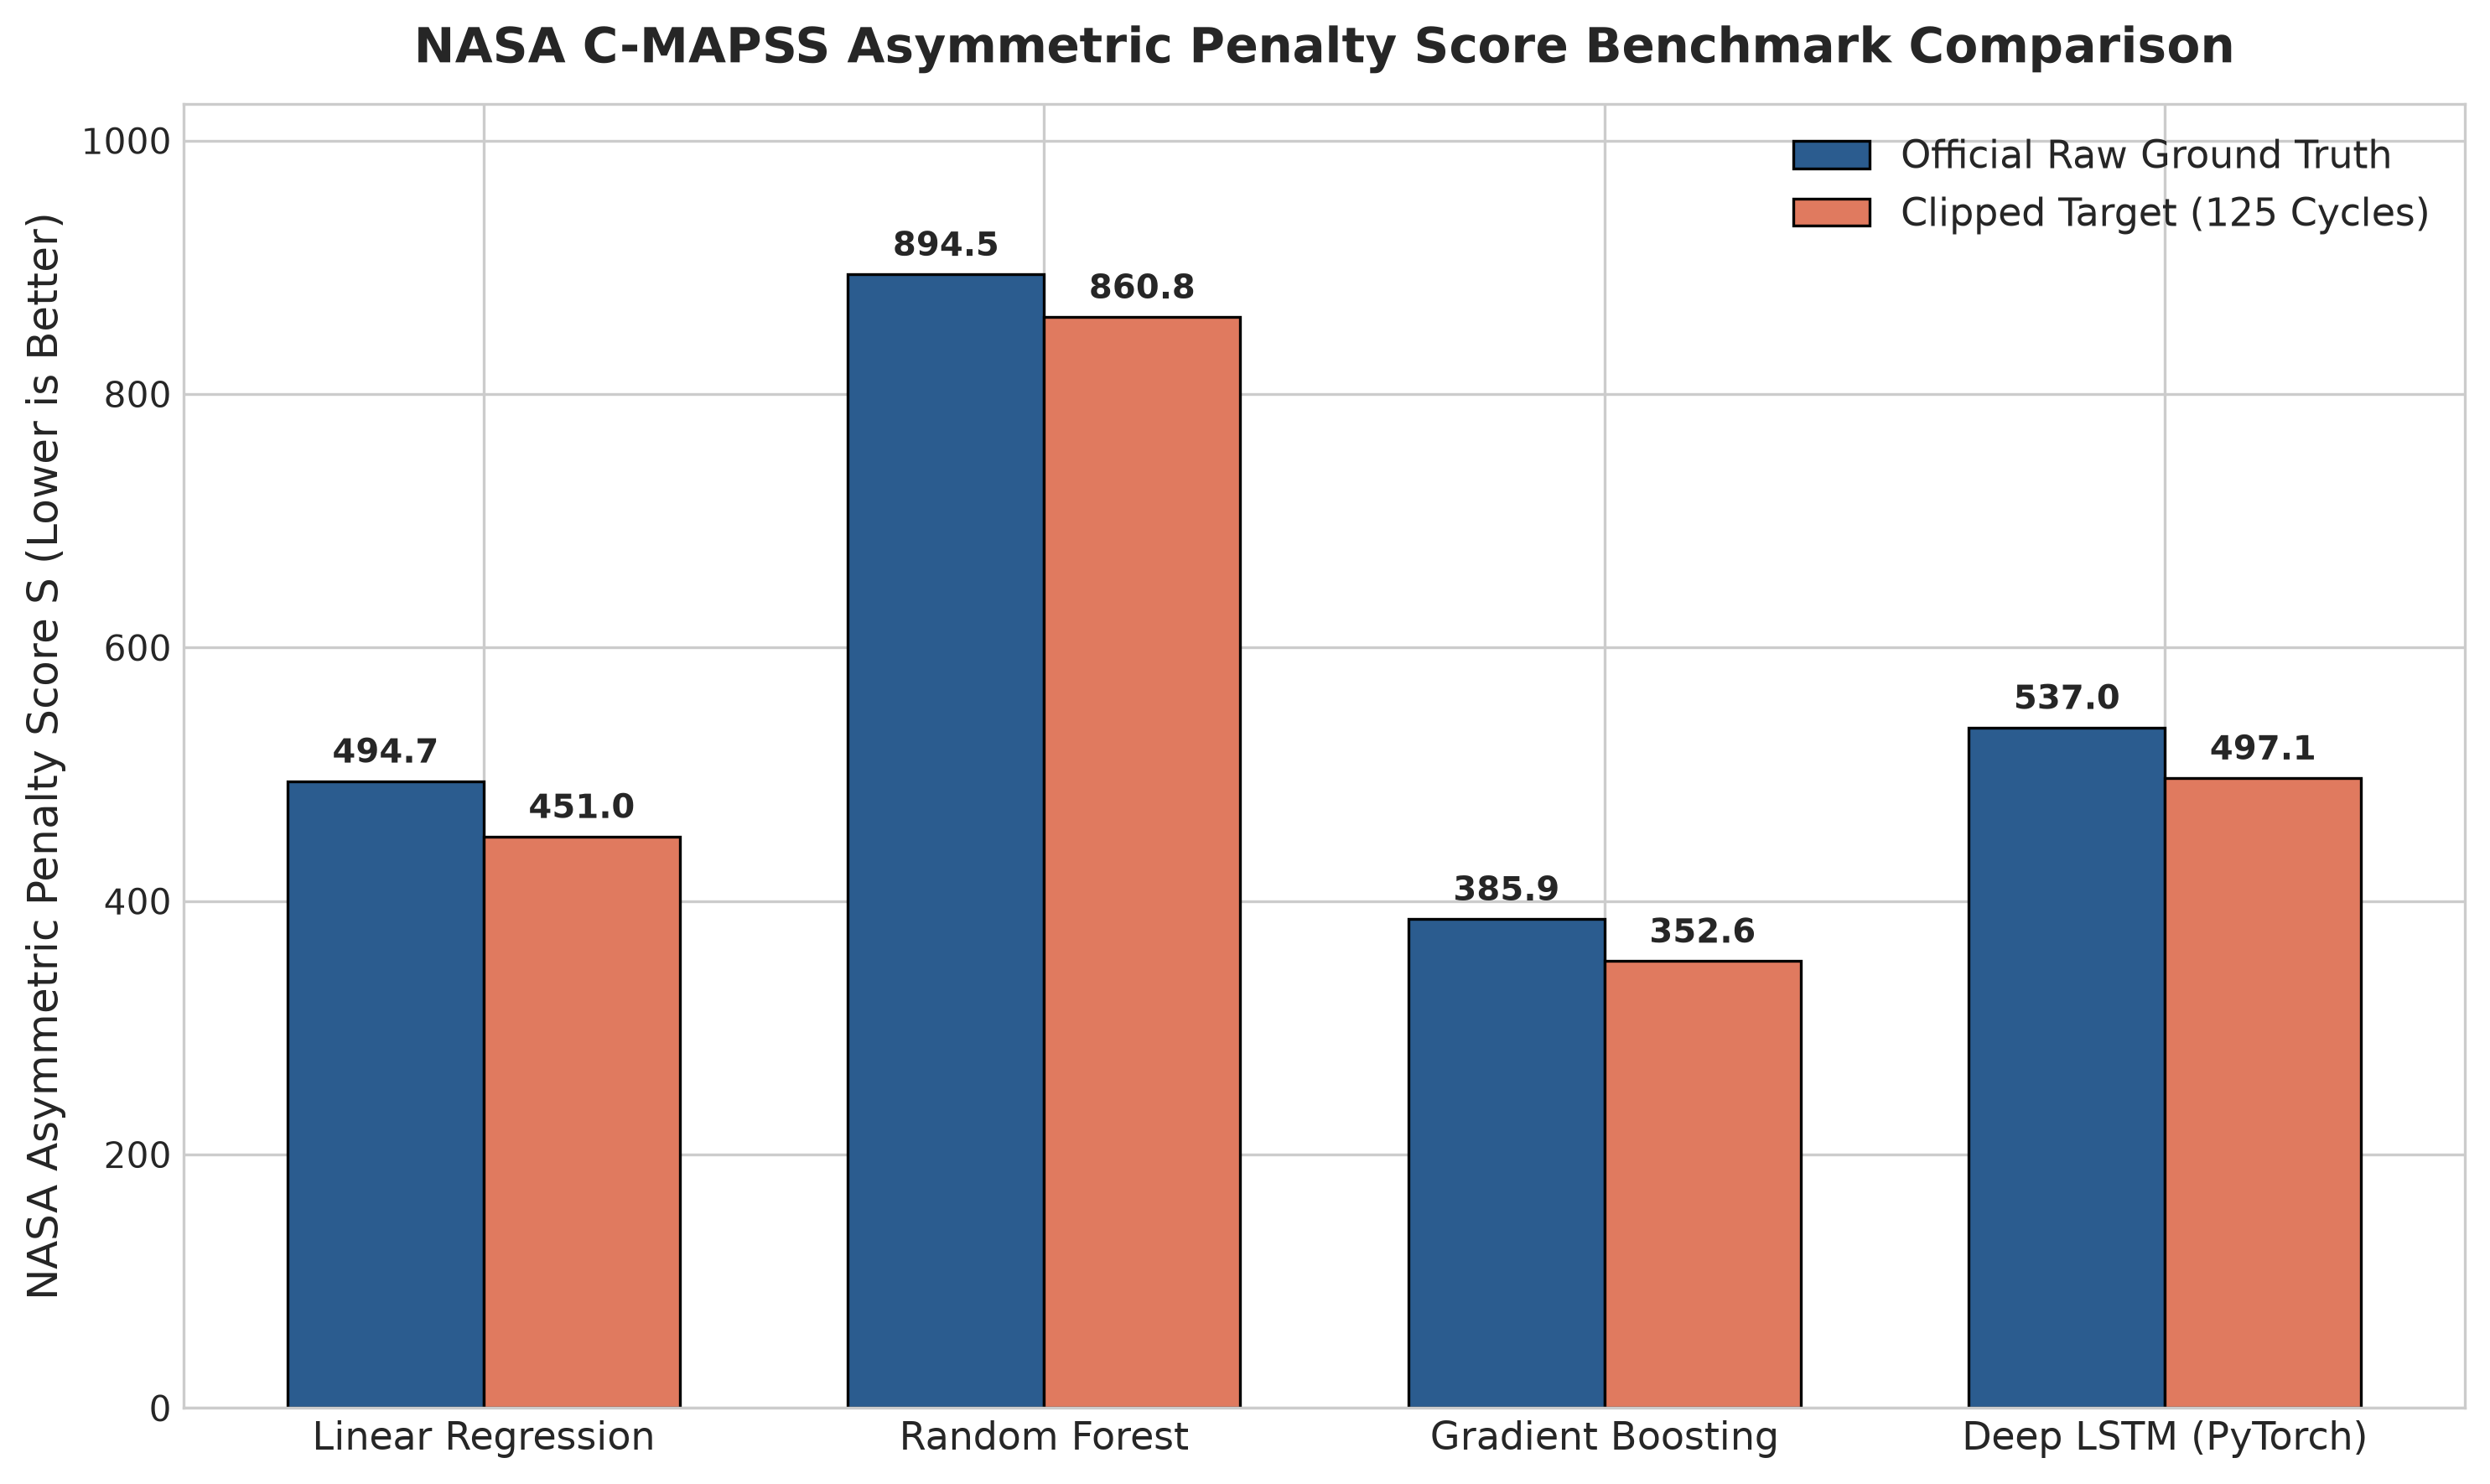 NASA C-MAPSS Asymmetric Penalty Score Benchmark Comparison
NASA Asymmetric Penalty Score S (Lower is Better)
1000
800
600
400
200
0
Official Raw Ground Truth
Clipped Target (125 Cycles)
494.7
451.0
894.5
860.8
385.9
352.6
537.0
497.1
Linear Regression
Random Forest
Gradient Boosting
Deep LSTM (PyTorch)